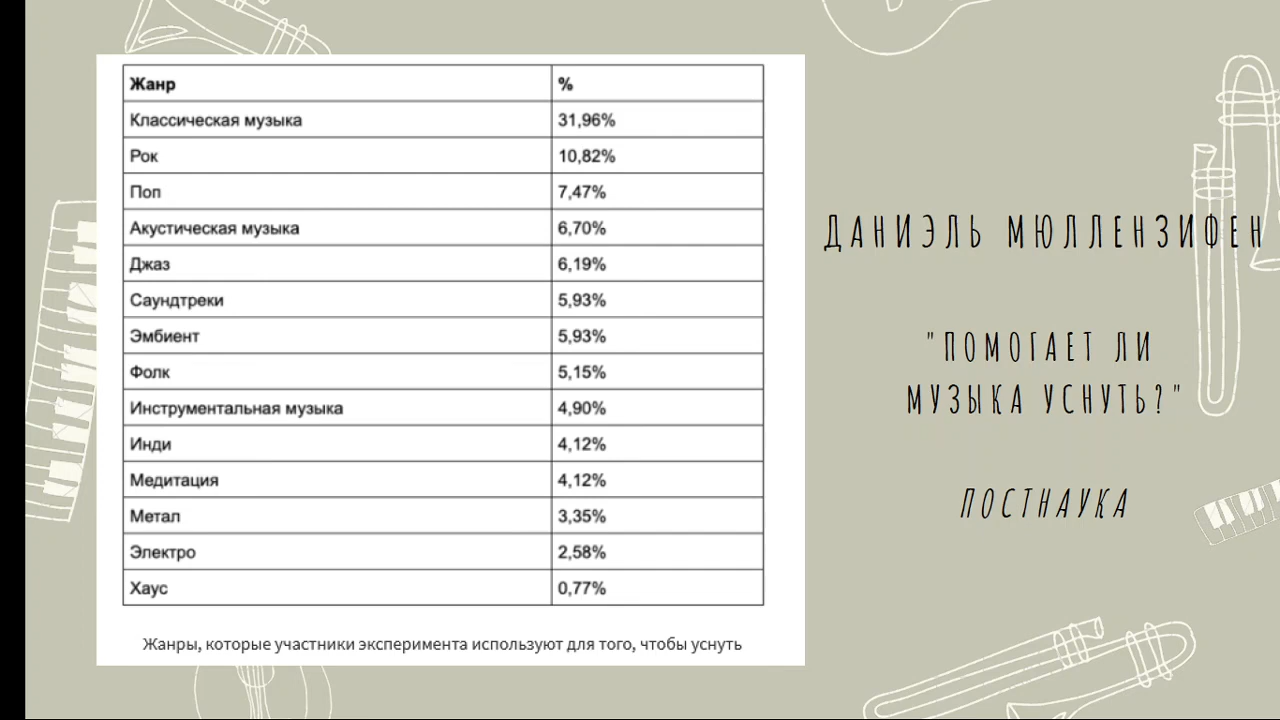 Жанр %
Классическая музыка 31,96%
Рок 10,82%
Поп 7,47%
Акустическая музыка 6,70%
Джаз 6,19%
Саундтреки 5,93%
Эмбиент 5,93%
Фолк 5,15%
Инструментальная музыка 4,90%
Инди 4,12%
Медитация 4,12%
Метал 3,35%
Электро 2,58%
Хаус 0,77%
Жанры, которые участники эксперимента используют для того, чтобы уснуть
ДАНИЭЛЬ МЮЛЛЕНЗИФЕН
"ПОМОГАЕТ ЛИ
МУЗЫКА УСНУТЬ?"
ПОСТНАУКА